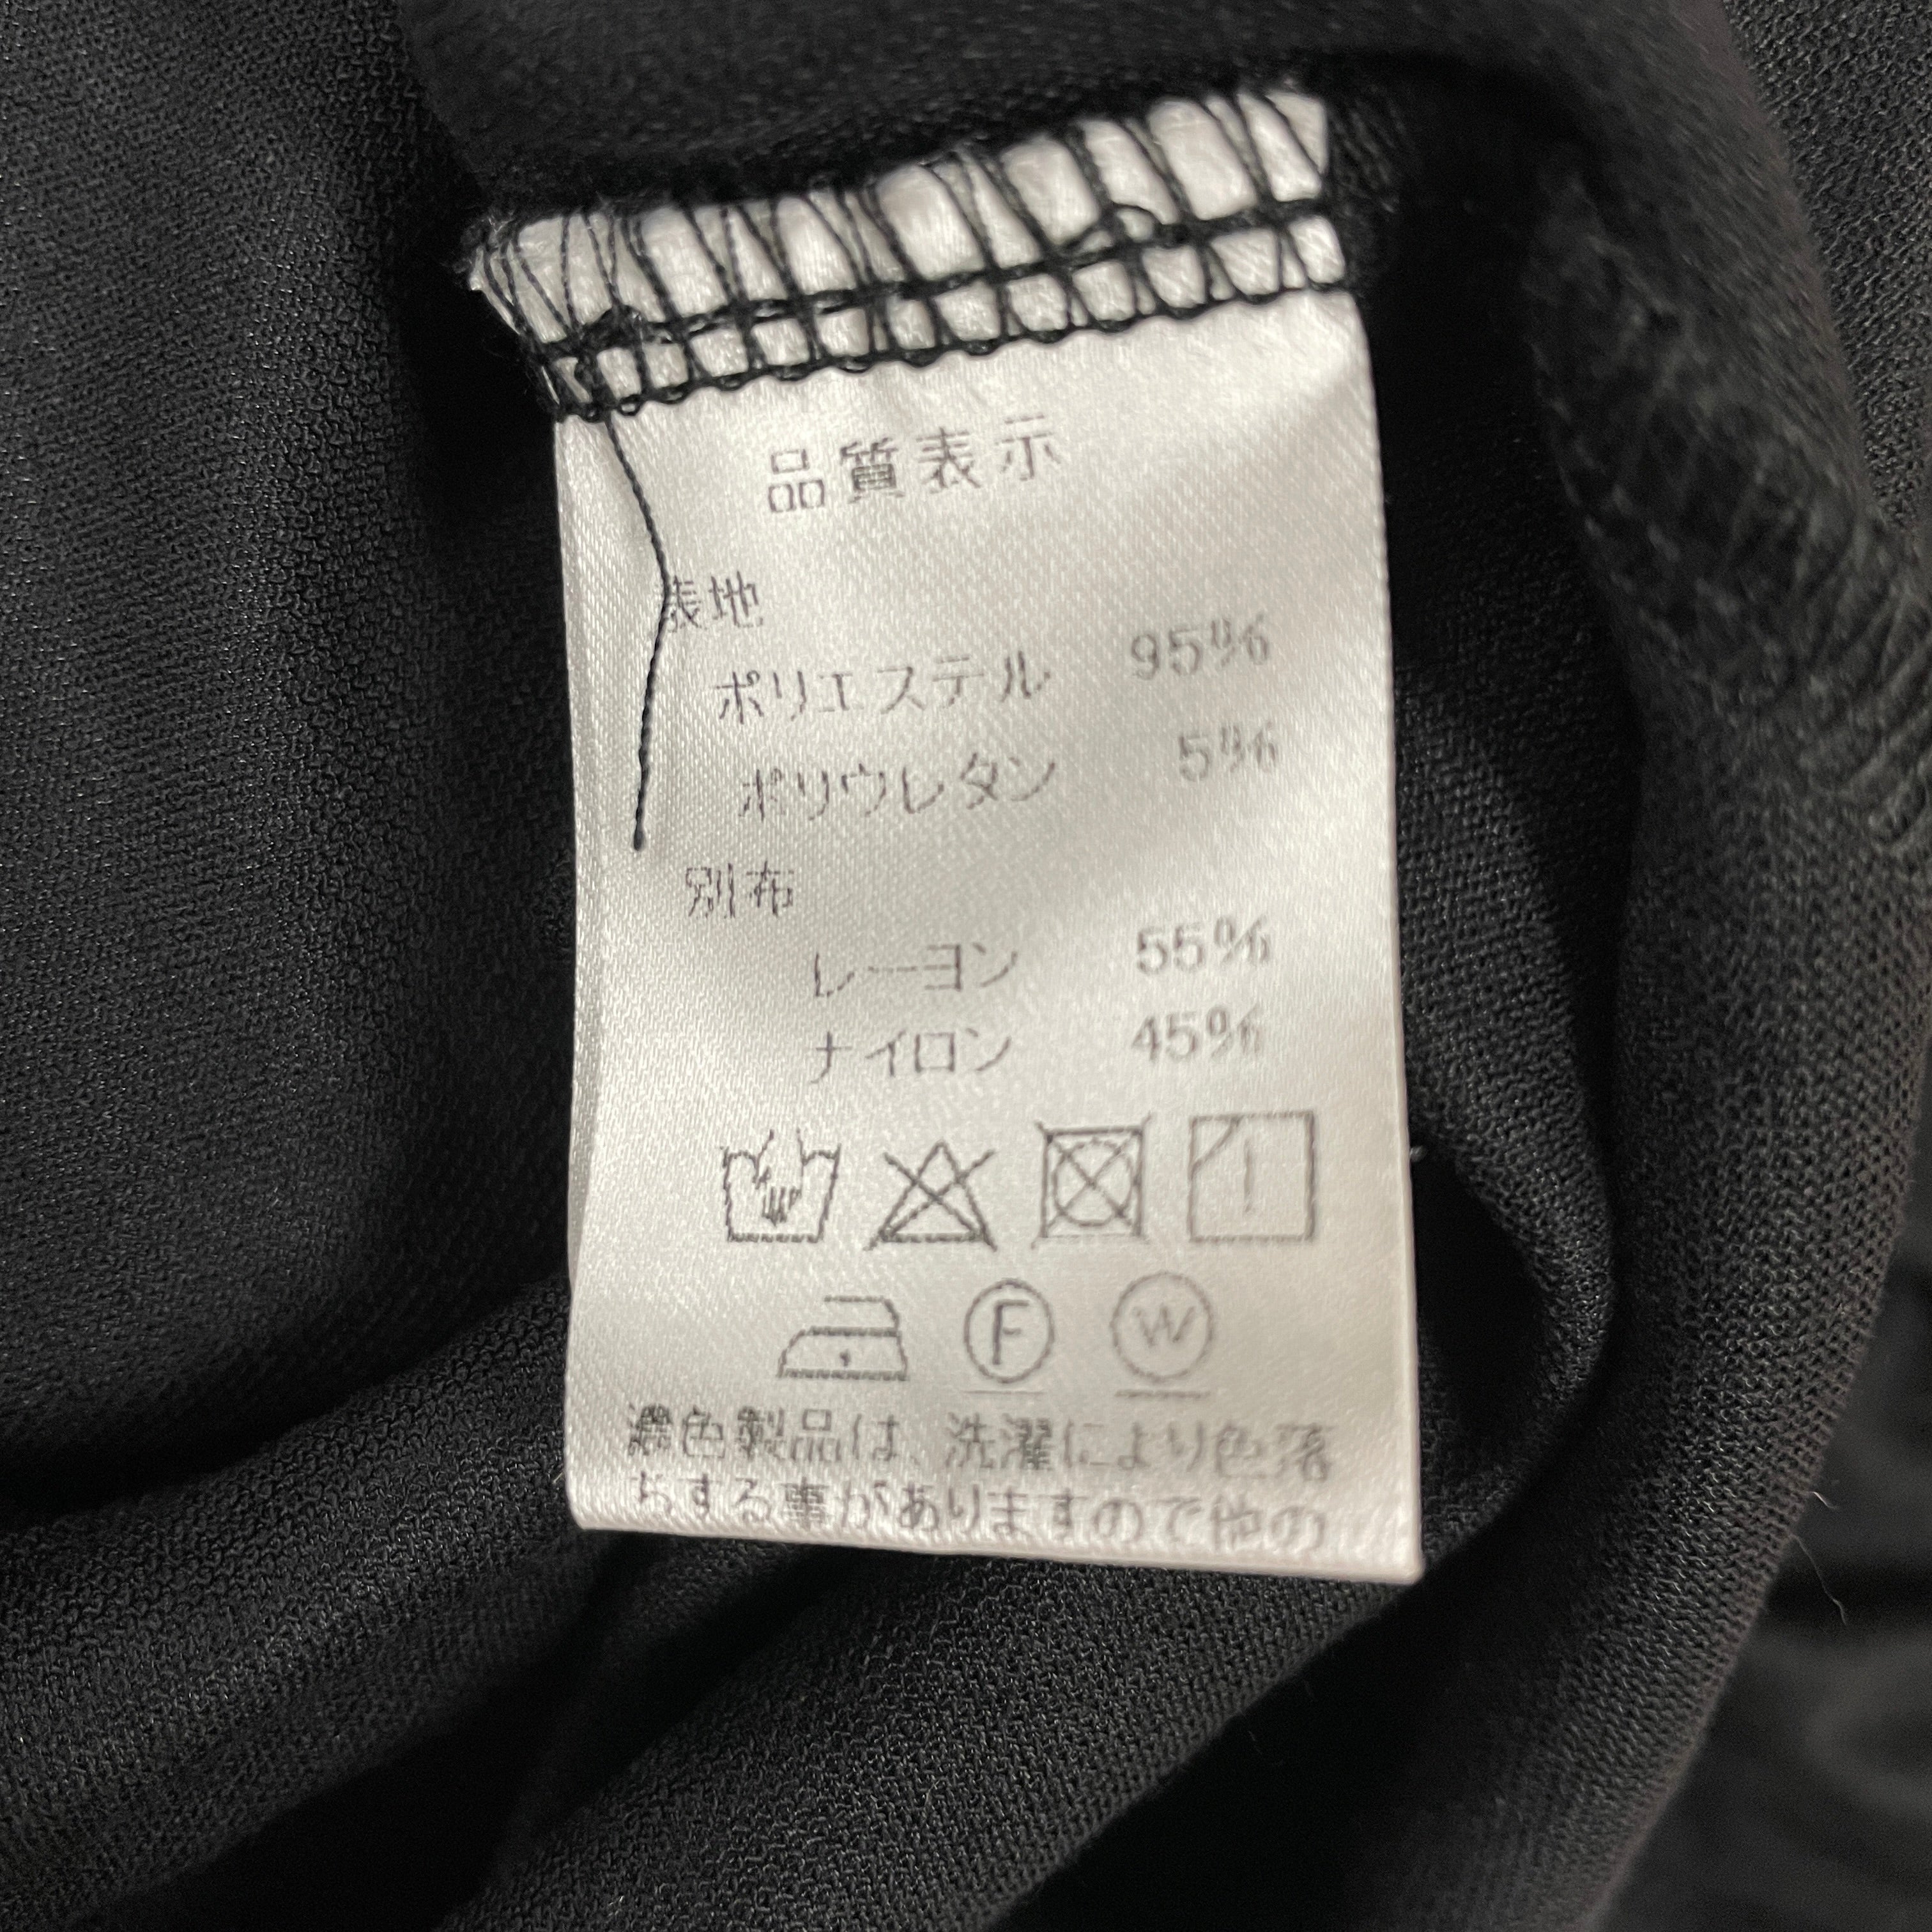 品質表示
表地
ポリエステル 95%
ポリウレタン 5%
別布
レーヨン 55%
ナイロン 45%
F W
濃色製品は、洗濯により色落
ちする事がありますので他の